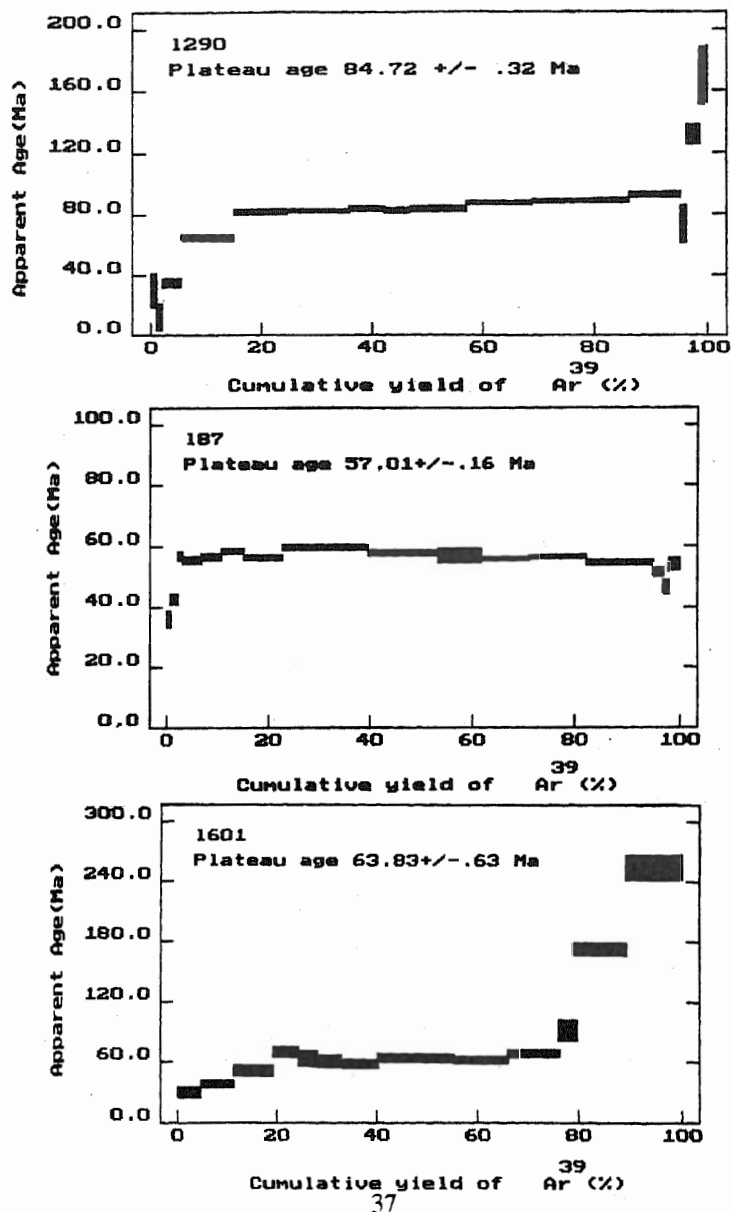 200.0
1290
Plateau age 84.72 +/- .32 Ma
160.0
120.0
80.0
40.0
0.0
Apparent Age(Ma)
0 20 40 60 80 100
39
Cumulative yield of Ar (%)
100.0
187
Plateau age 57,01+/-.16 Ma
80.0
60.0
40.0
20.0
0,0
Apparent Age(Ma)
0 20 40 60 80 100
39
Cumulative yield of Ar (%)
300.0
1601
Plateau age 63.83+/-.63 Ma
240.0
180.0
120.0
60.0
0.0
Apparent Age(Ma)
0 20 40 60 80 100
39
Cumulative yield of Ar (%)
37